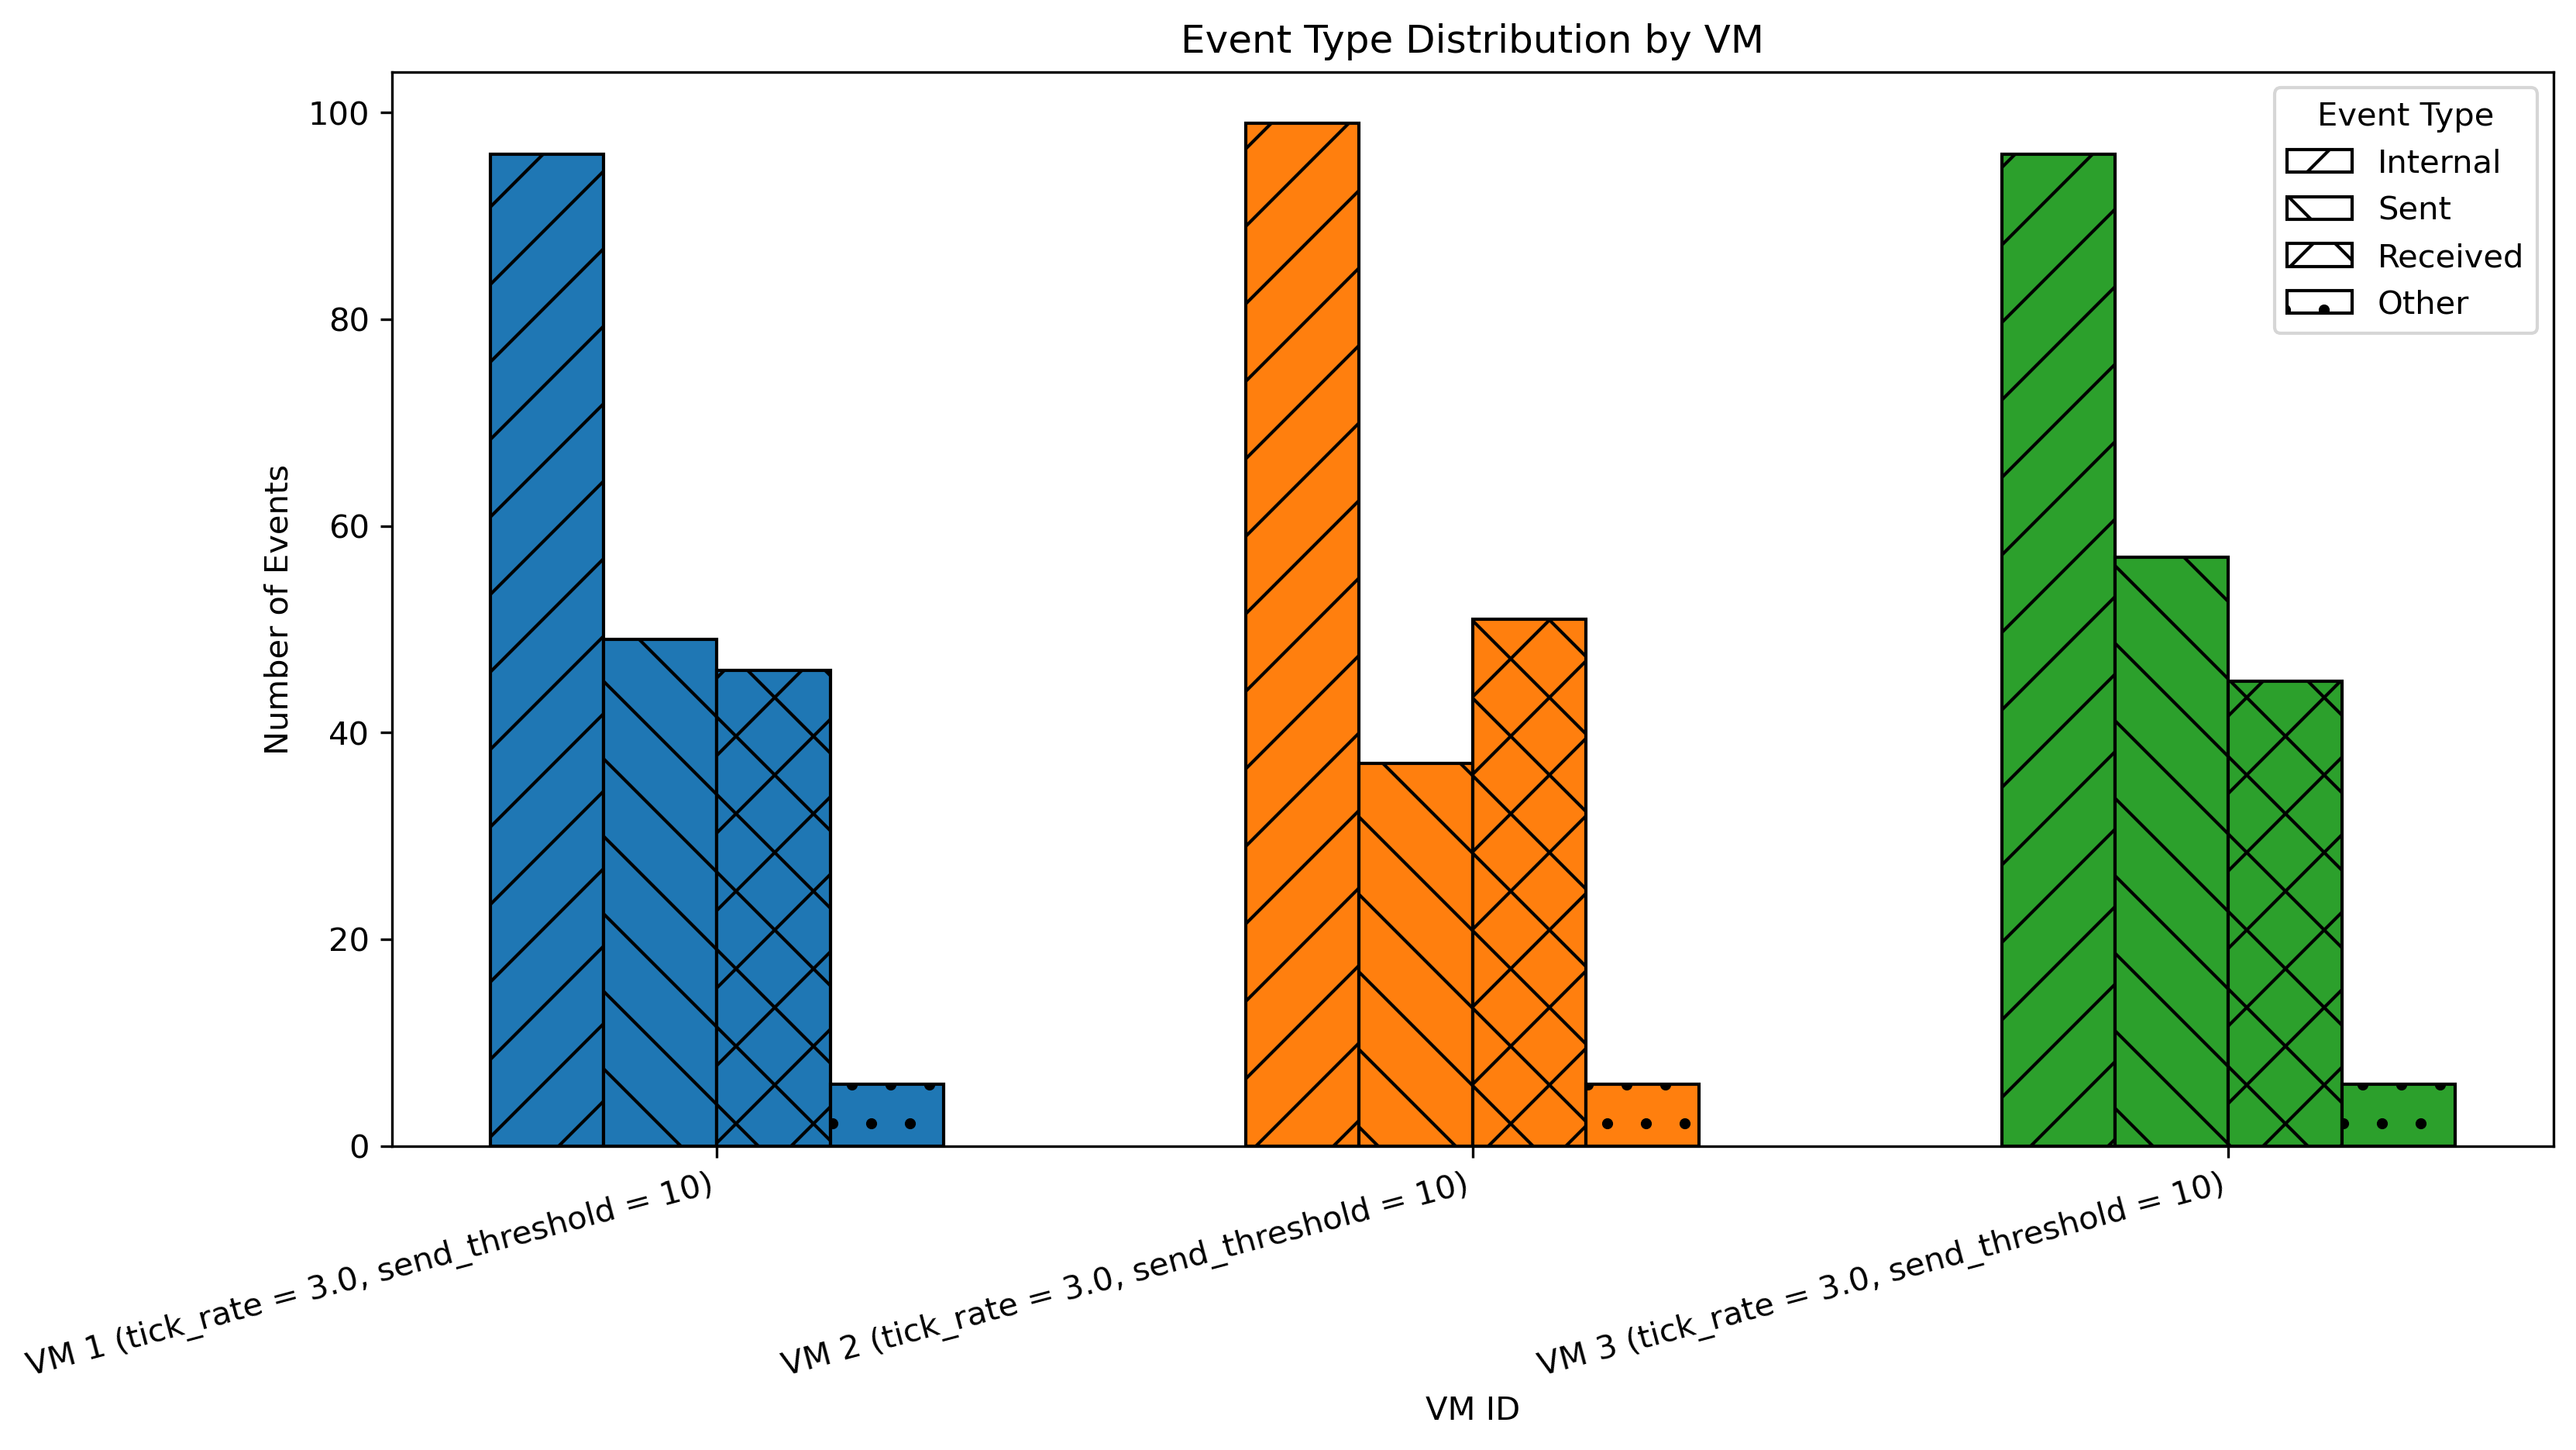 Event Type Distribution by VM
Number of Events
100
80
60
40
20
0
Event Type
Internal
Sent
Received
Other
VM 1 (tick_rate = 3.0, send_threshold = 10)
VM 2 (tick_rate = 3.0, send_threshold = 10)
VM 3 (tick_rate = 3.0, send_threshold = 10)
VM ID